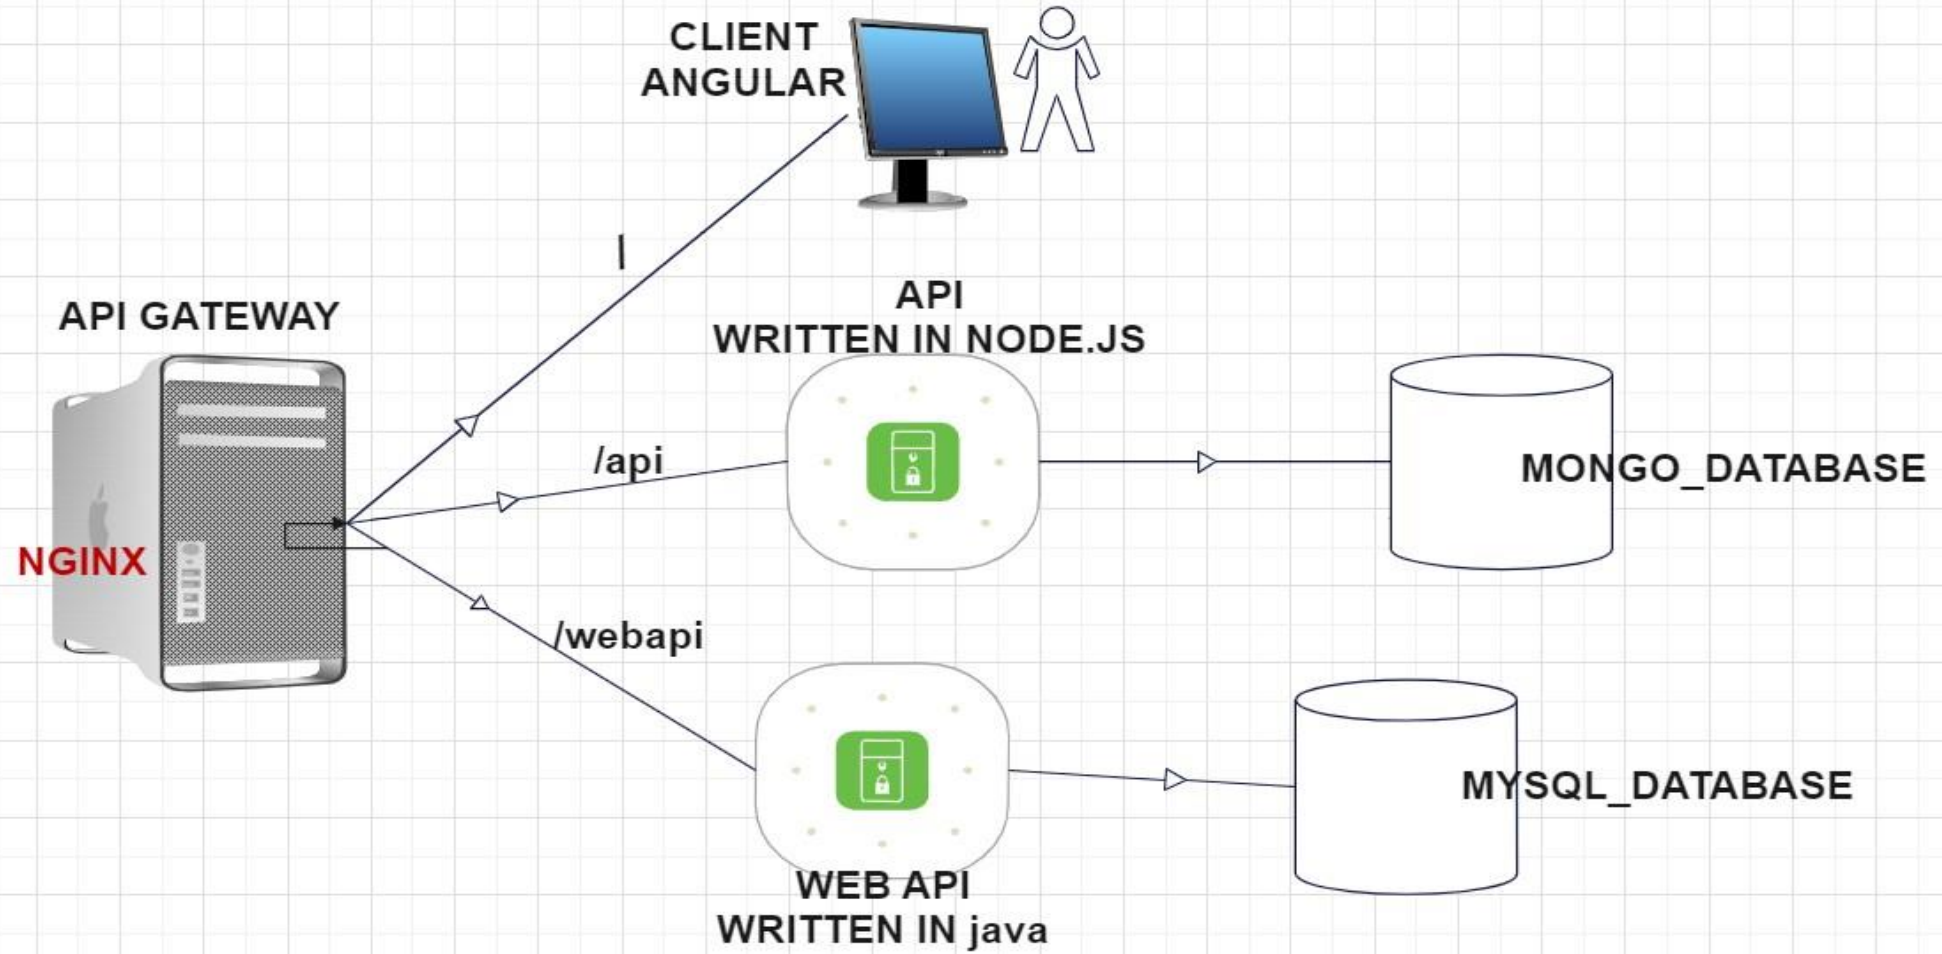 CLIENT
ANGULAR
/
API GATEWAY
API
WRITTEN IN NODE.JS
/api
MONGO_DATABASE
NGINX
/webapi
MYSQL_DATABASE
WEB API
WRITTEN IN java